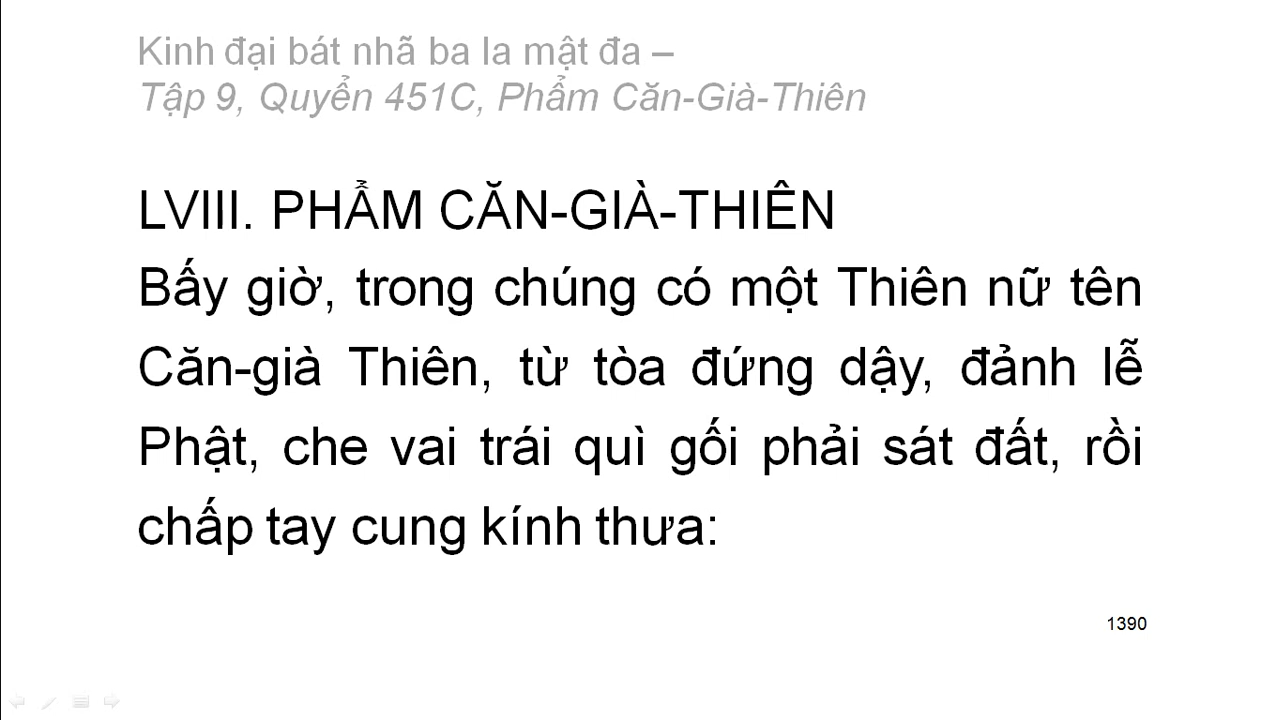 Kinh đại bát nhã ba la mật đa –
Tập 9, Quyển 451C, Phẩm Căn-Già-Thiên
LVIII. PHẨM CĂN-GIÀ-THIÊN
Bấy giờ, trong chúng có một Thiên nữ tên
Căn-già Thiên, từ tòa đứng dậy, đảnh lễ
Phật, che vai trái quì gối phải sát đất, rồi
chấp tay cung kính thưa:
1390